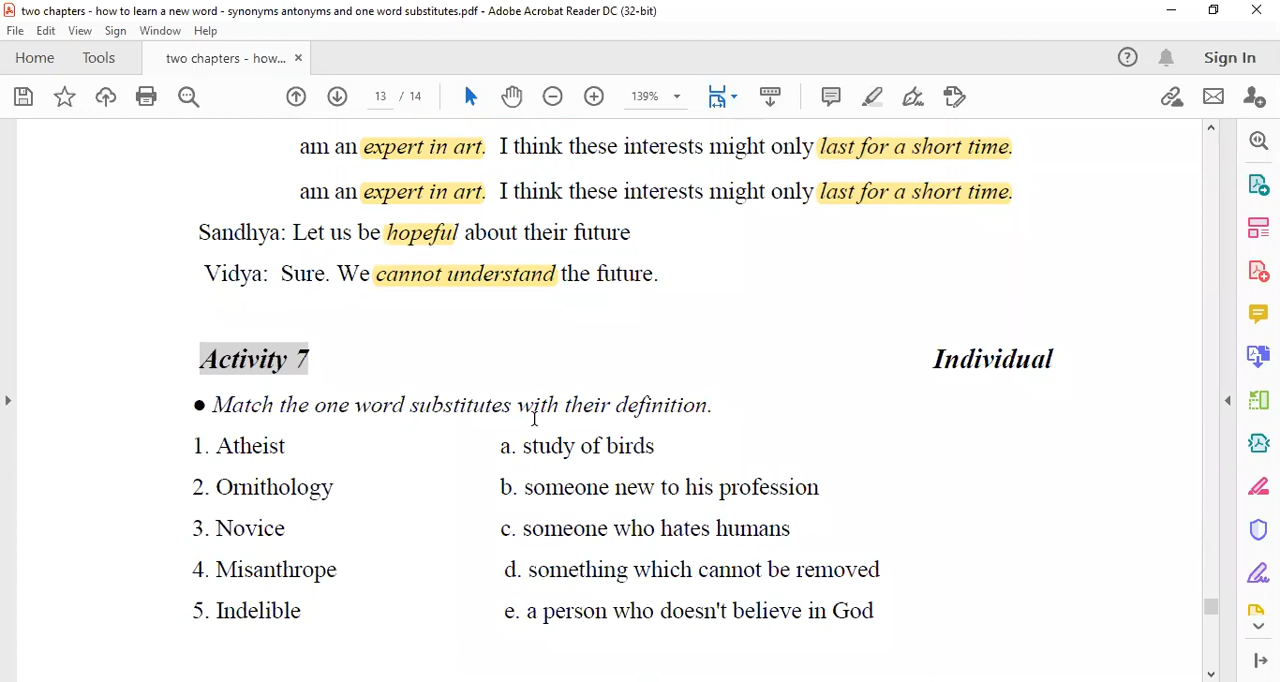 two chapters - how to learn a new word - synonyms antonyms and one word substitutes.pdf - Adobe Acrobat Reader DC (32-bit)
File Edit View Sign Window Help
Home Tools two chapters - how... × Sign In
13 / 14 139%
am an expert in art. I think these interests might only last for a short time.
am an expert in art. I think these interests might only last for a short time.
Sandhya: Let us be hopeful about their future
Vidya: Sure. We cannot understand the future.
Activity 7 Individual
● Match the one word substitutes with their definition.
1. Atheist a. study of birds
2. Ornithology b. someone new to his profession
3. Novice c. someone who hates humans
4. Misanthrope d. something which cannot be removed
5. Indelible e. a person who doesn't believe in God